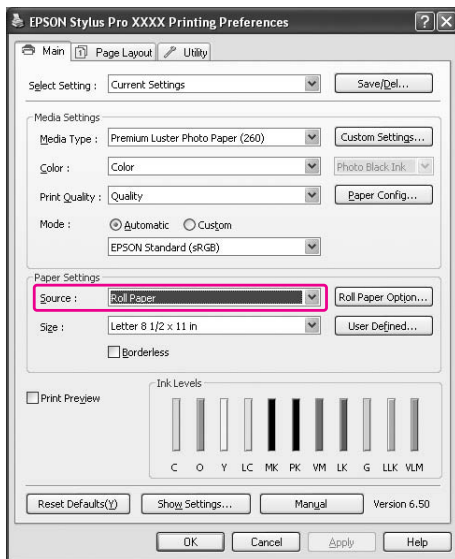 EPSON Stylus Pro XXXX Printing Preferences
Main Page Layout Utility
Select Setting : Current Settings Save/Del...
Media Settings
Media Type : Premium Luster Photo Paper (260) Custom Settings...
Color : Color Photo Black Ink
Print Quality : Quality Paper Config...
Mode : Automatic Custom
EPSON Standard (sRGB)
Paper Settings
Source : Roll Paper Roll Paper Option...
Size : Letter 8 1/2 x 11 in User Defined...
Borderless
Print Preview
Ink Levels
C O Y LC MK PK VM LK G LLK VLM
Reset Defaults(Y) Show Settings... Manual Version 6.50
OK Cancel Apply Help